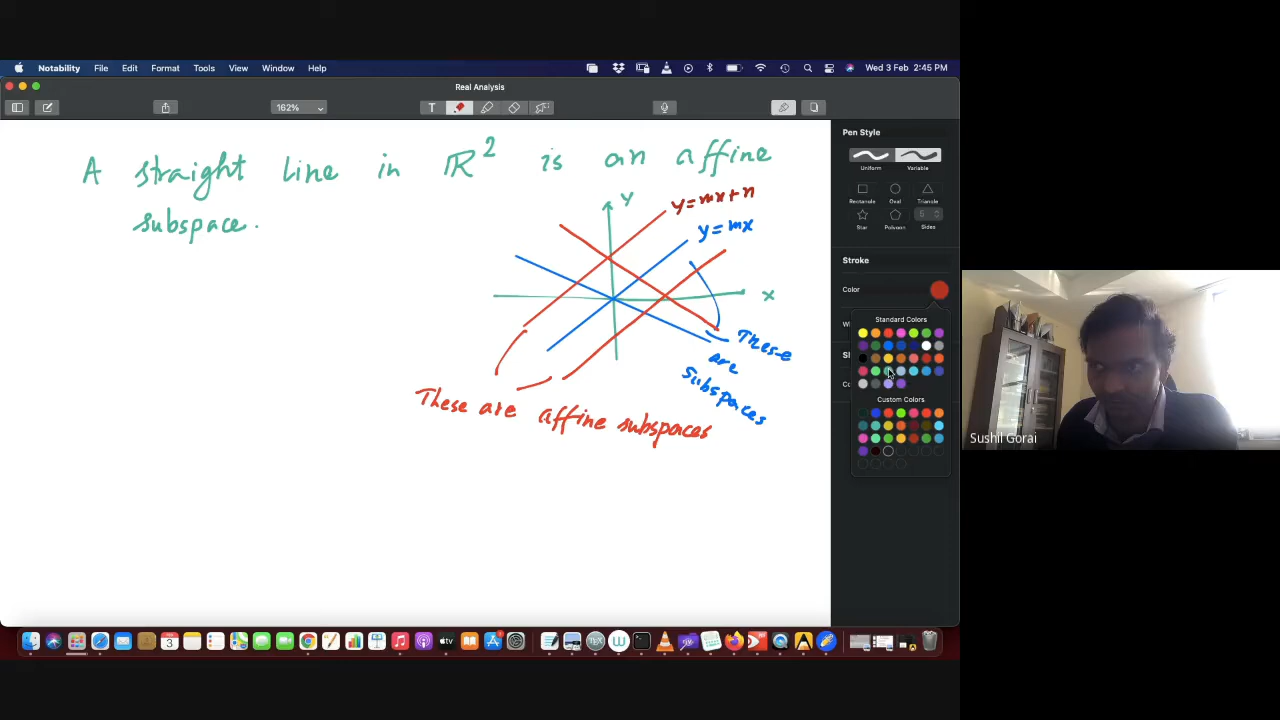 Notability File Edit Format Tools View Window Help Wed 3 Feb 2:45 PM
Real Analysis
162%
T
A straight line in ℝ² is an affine
subspace.
Y
y=mx+n
y=mx
x
These
are
subspaces
These are affine subspaces
Pen Style
Uniform Variable
Rectangle Oval Triangle
6
Star Polygon Sides
Stroke
Color
Standard Colors
Custom Colors
Sushil Gorai